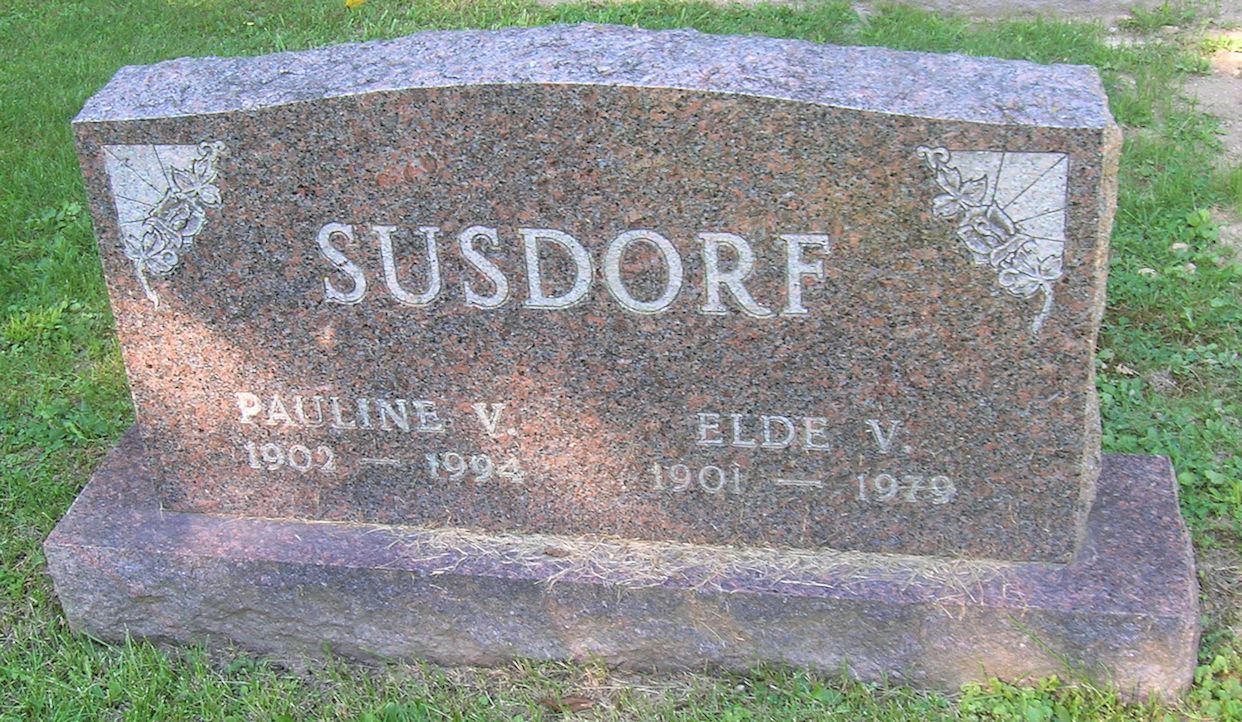 SUSDORF
PAULINE V.
1902 — 1994
ELDE V.
1901 — 1979